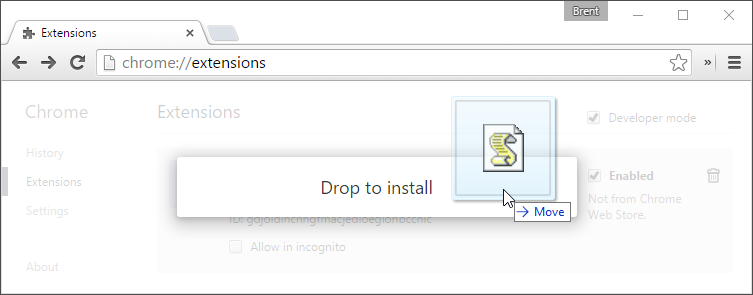 Brent
Extensions
chrome://extensions
»
Chrome
Extensions
Developer mode
History
Extensions
Settings
About
Drop to install
Move
Enabled
Not from Chrome
Web Store.
ID:
Allow in incognito